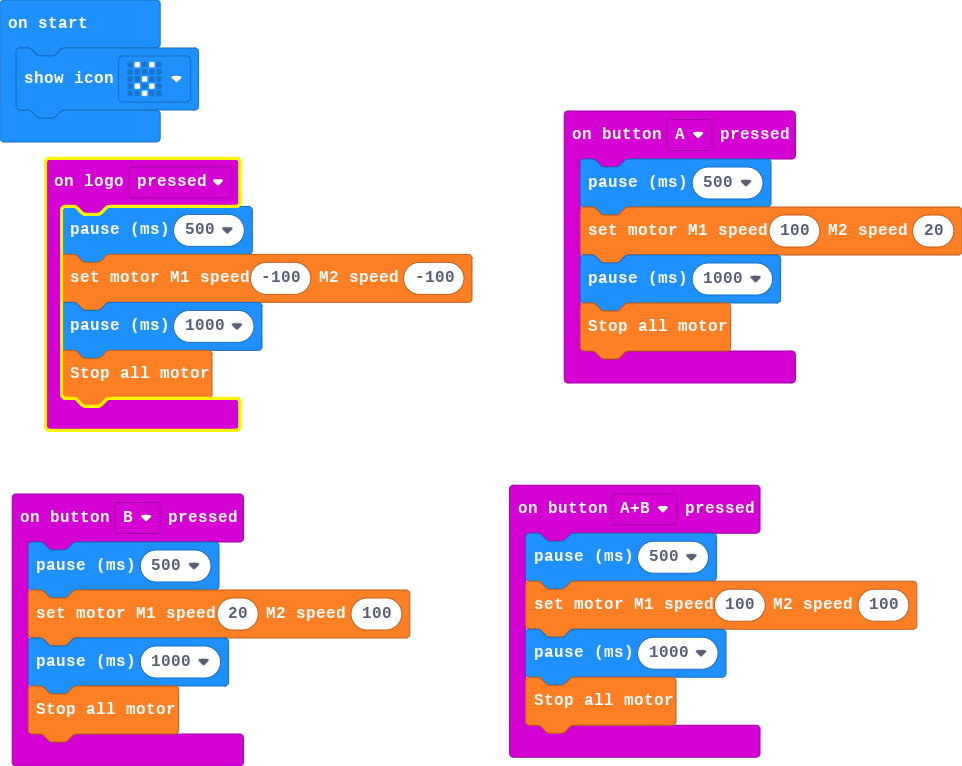 on start
show icon
on logo pressed
pause (ms) 500
set motor M1 speed -100 M2 speed -100
pause (ms) 1000
Stop all motor
on button A pressed
pause (ms) 500
set motor M1 speed 100 M2 speed 20
pause (ms) 1000
Stop all motor
on button B pressed
pause (ms) 500
set motor M1 speed 20 M2 speed 100
pause (ms) 1000
Stop all motor
on button A+B pressed
pause (ms) 500
set motor M1 speed 100 M2 speed 100
pause (ms) 1000
Stop all motor